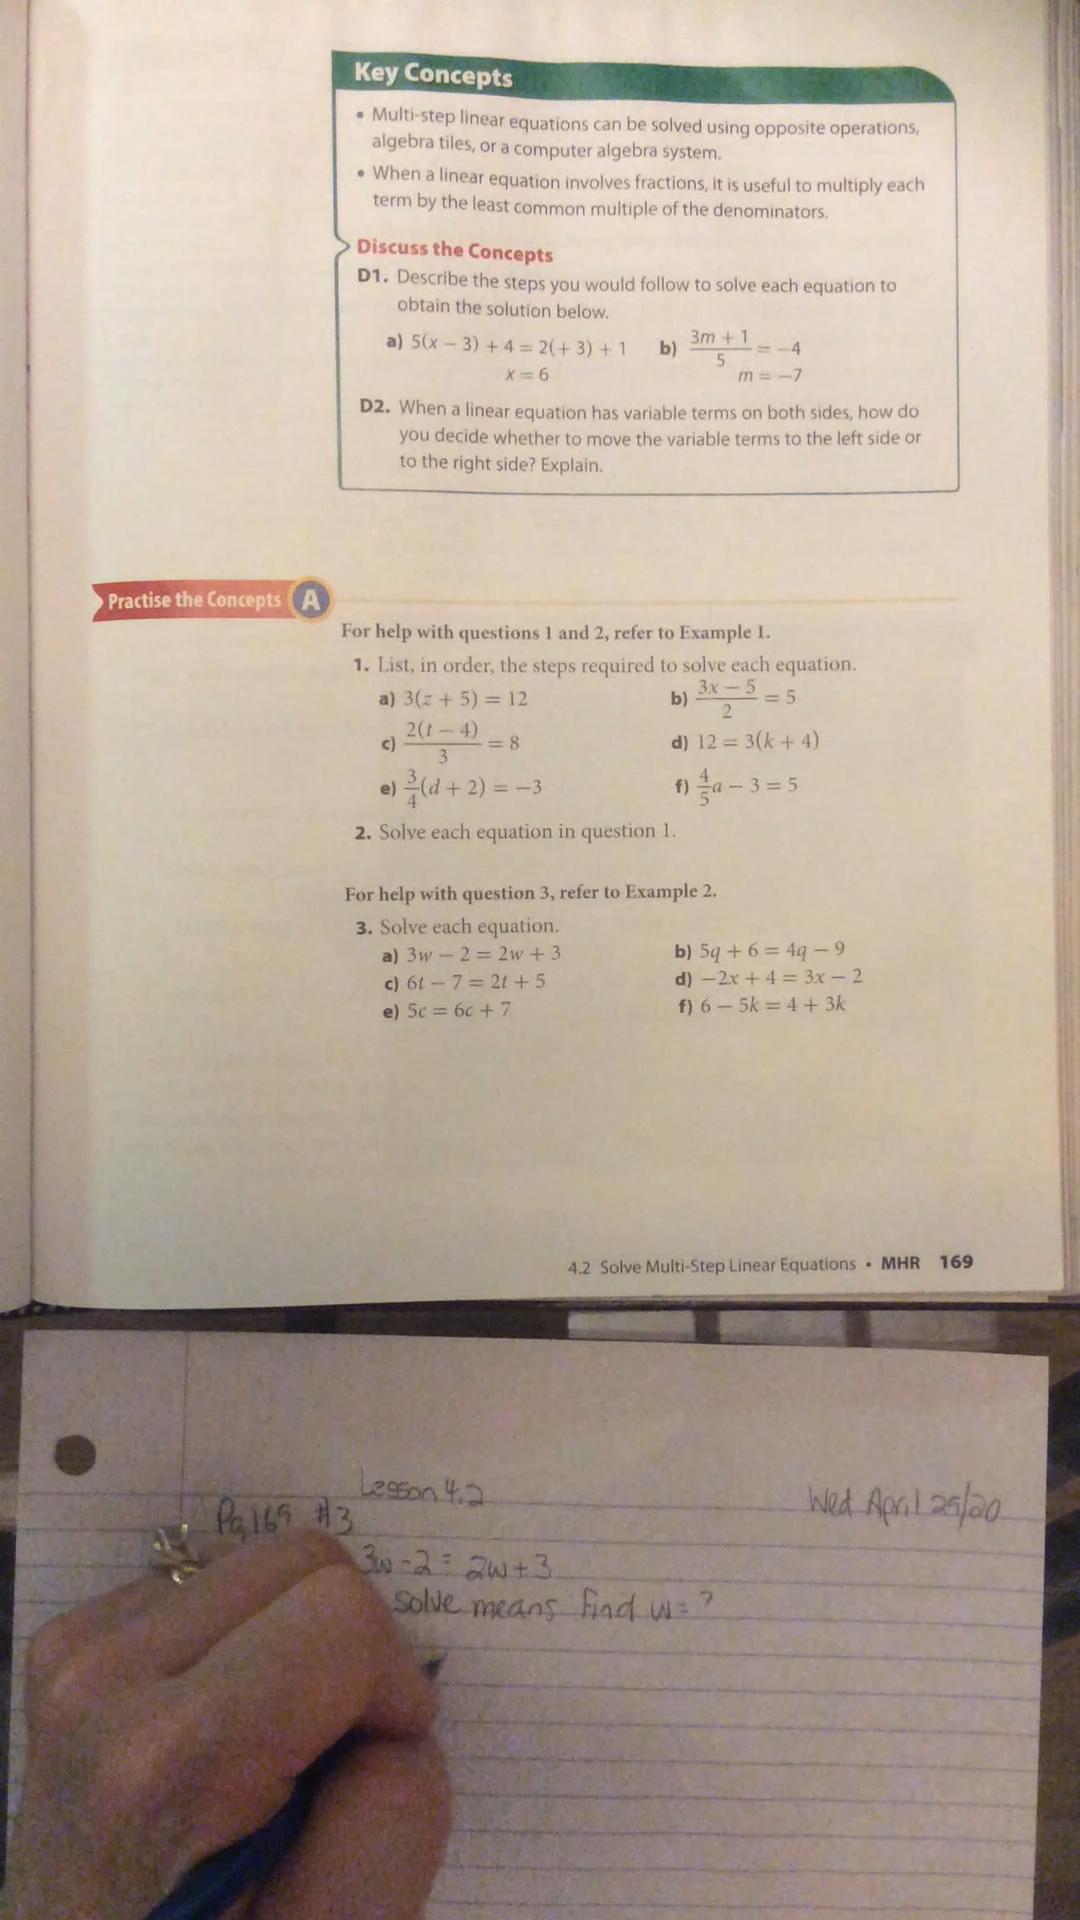 Key Concepts
• Multi-step linear equations can be solved using opposite operations,
algebra tiles, or a computer algebra system.
• When a linear equation involves fractions, it is useful to multiply each
term by the least common multiple of the denominators.
Discuss the Concepts
D1. Describe the steps you would follow to solve each equation to
obtain the solution below.
a) 5(x − 3) + 4 = 2(+ 3) + 1 b) (3m + 1)/5 = −4
x = 6 m = −7
D2. When a linear equation has variable terms on both sides, how do
you decide whether to move the variable terms to the left side or
to the right side? Explain.
Practise the Concepts A
For help with questions 1 and 2, refer to Example 1.
1. List, in order, the steps required to solve each equation.
a) 3(z + 5) = 12 b) (3x − 5)/2 = 5
c) 2(t − 4)/3 = 8 d) 12 = 3(k + 4)
e) 3/4(d + 2) = −3 f) 4/5a − 3 = 5
2. Solve each equation in question 1.
For help with question 3, refer to Example 2.
3. Solve each equation.
a) 3w − 2 = 2w + 3 b) 5q + 6 = 4q − 9
c) 6t − 7 = 2t + 5 d) −2x + 4 = 3x − 2
e) 5c = 6c + 7 f) 6 − 5k = 4 + 3k
4.2 Solve Multi-Step Linear Equations • MHR 169
Lesson 4.2 Wed April 29/20
Pg 169 #3
3w - 2 = 2w + 3
solve means find w = ?